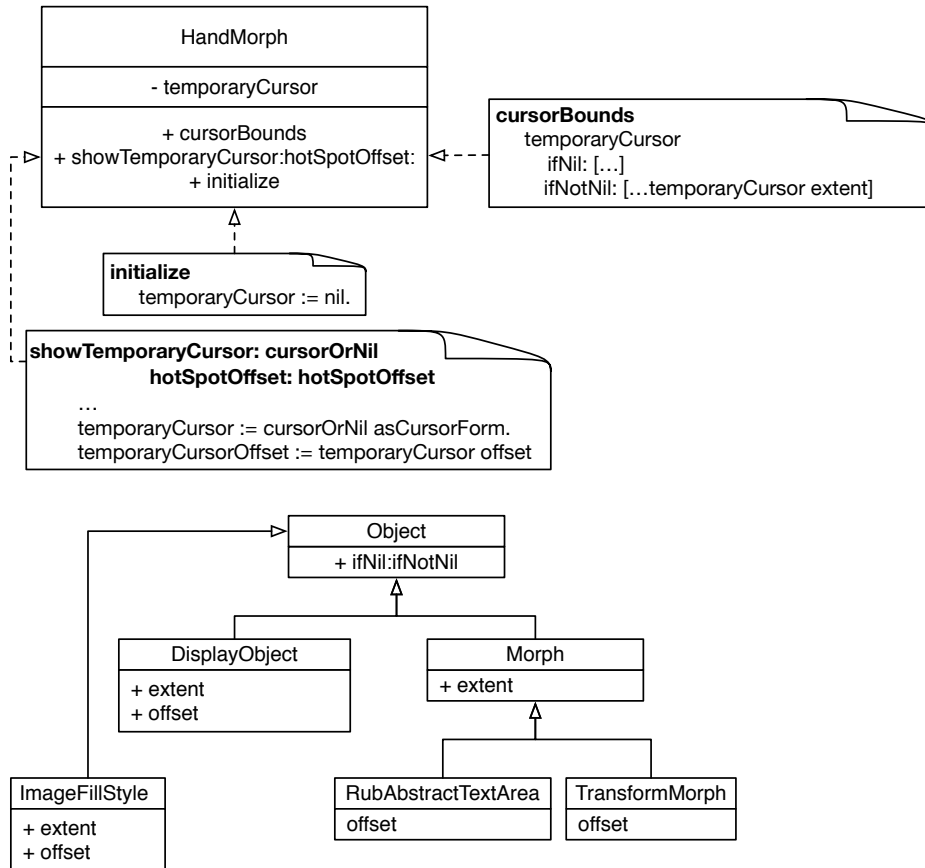 HandMorph
- temporaryCursor
+ cursorBounds
+ showTemporaryCursor:hotSpotOffset:
+ initialize
cursorBounds
temporaryCursor
ifNil: […]
ifNotNil: […temporaryCursor extent]
initialize
temporaryCursor := nil.
showTemporaryCursor: cursorOrNil
hotSpotOffset: hotSpotOffset
…
temporaryCursor := cursorOrNil asCursorForm.
temporaryCursorOffset := temporaryCursor offset
Object
+ ifNil:ifNotNil
DisplayObject
+ extent
+ offset
Morph
+ extent
ImageFillStyle
+ extent
+ offset
RubAbstractTextArea
offset
TransformMorph
offset